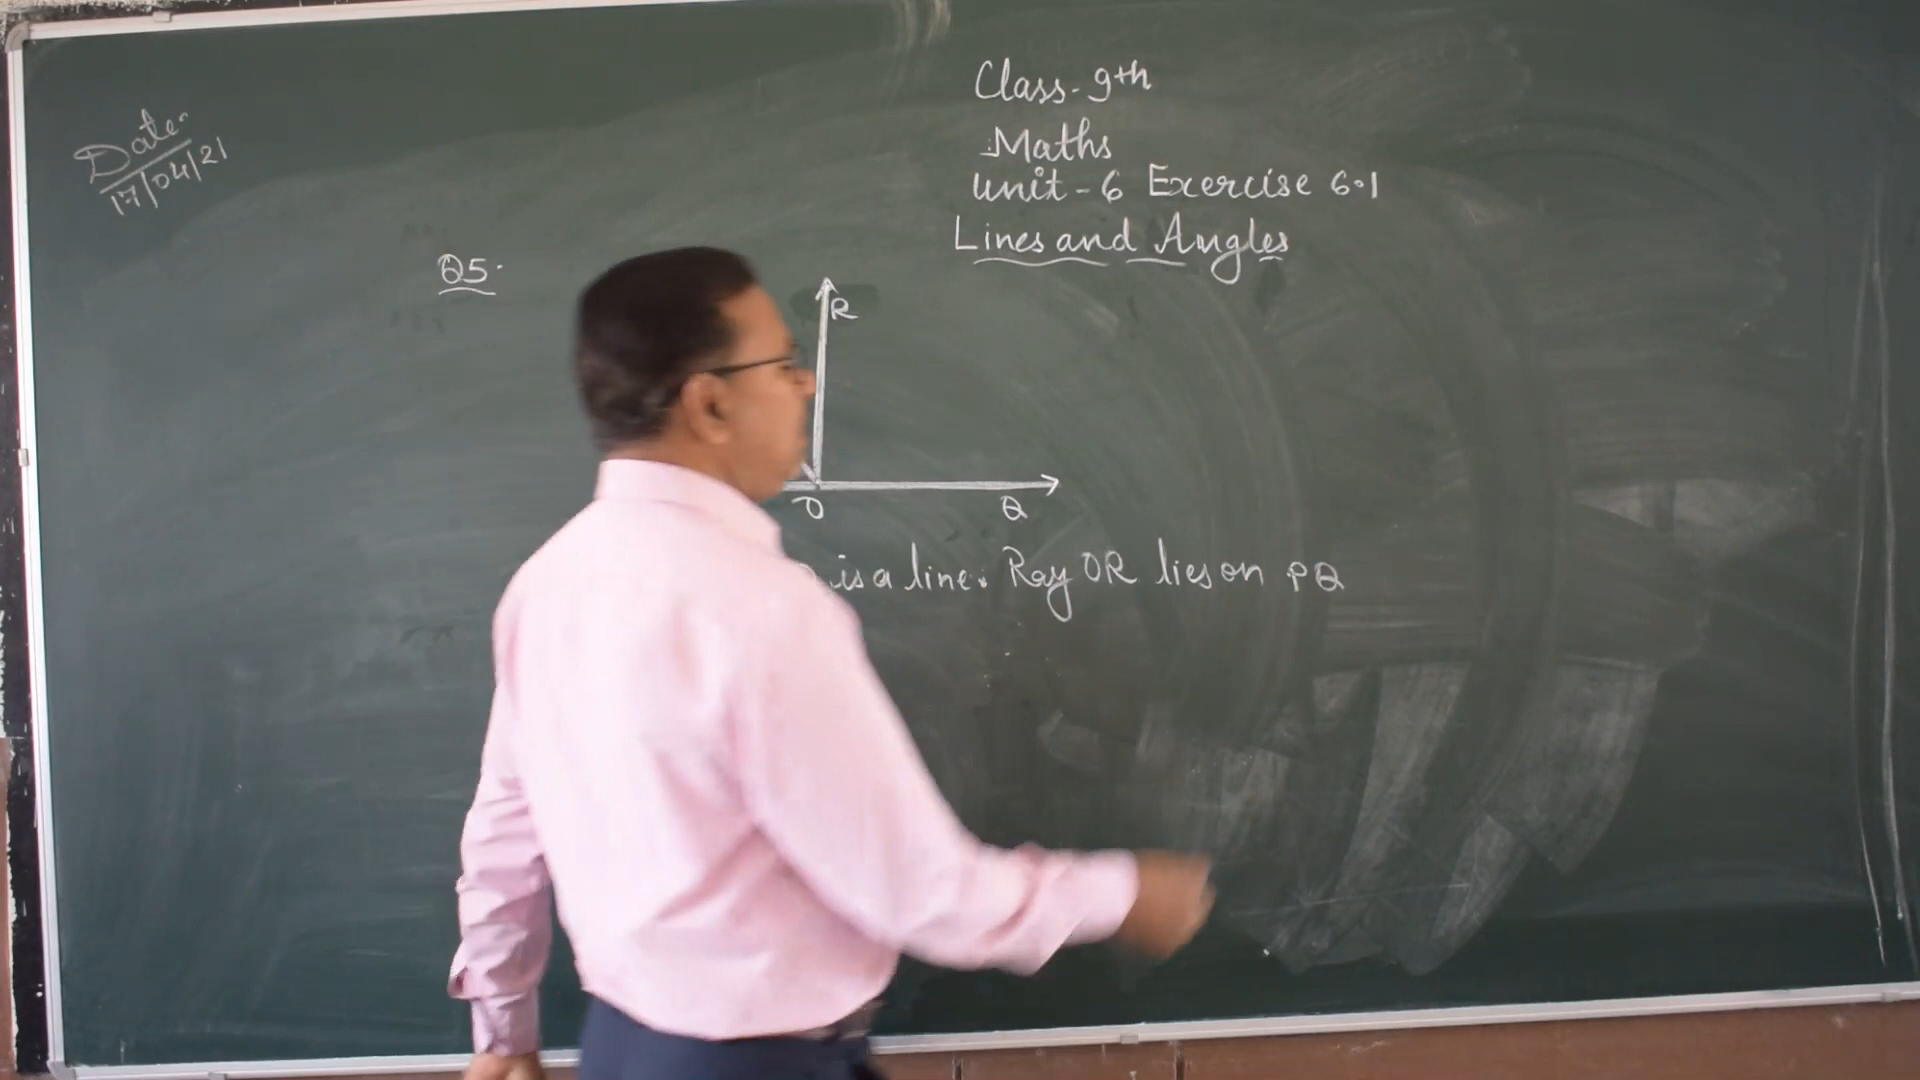 Date:
17/04/21
Class-9th
Maths
Unit-6 Exercise 6.1
Lines and Angles
Q5.
R
O Q
is a line. Ray OR lies on PQ